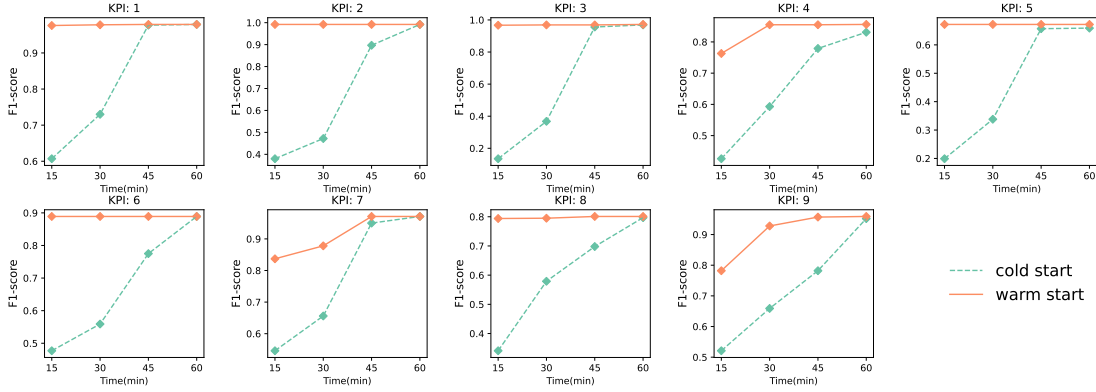 KPI: 1
F1-score
0.9
0.8
0.7
0.6
15 30 45 60
Time(min)
KPI: 2
F1-score
1.0
0.9
0.8
0.7
0.6
0.5
0.4
15 30 45 60
Time(min)
KPI: 3
F1-score
1.0
0.8
0.6
0.4
0.2
15 30 45 60
Time(min)
KPI: 4
F1-score
0.8
0.7
0.6
0.5
15 30 45 60
Time(min)
KPI: 5
F1-score
0.6
0.5
0.4
0.3
0.2
15 30 45 60
Time(min)
KPI: 6
F1-score
0.9
0.8
0.7
0.6
0.5
15 30 45 60
Time(min)
KPI: 7
F1-score
0.9
0.8
0.7
0.6
15 30 45 60
Time(min)
KPI: 8
F1-score
0.8
0.7
0.6
0.5
0.4
15 30 45 60
Time(min)
KPI: 9
F1-score
0.9
0.8
0.7
0.6
0.5
15 30 45 60
Time(min)
cold start
warm start